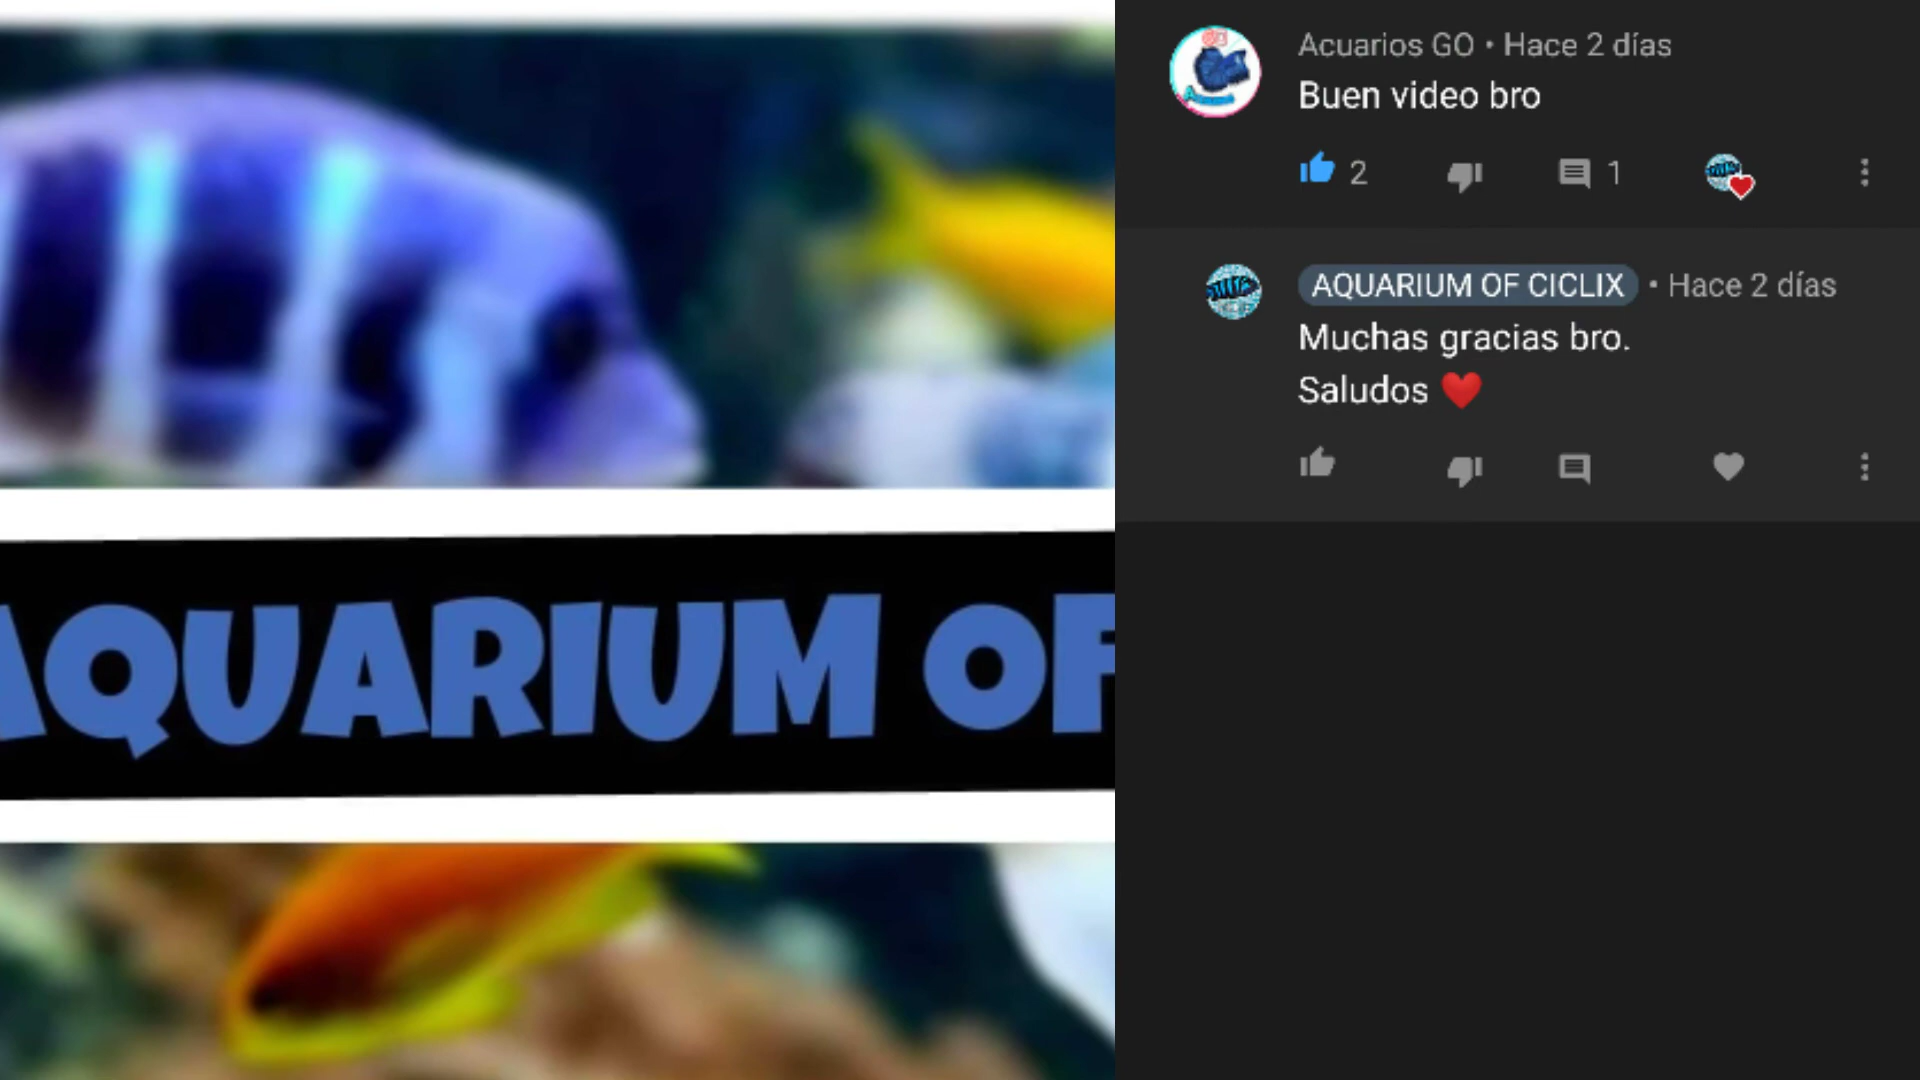 AQUARIUM OF
Acuarios GO • Hace 2 días
Buen video bro
2
1
AQUARIUM OF CICLIX • Hace 2 días
Muchas gracias bro.
Saludos ❤️